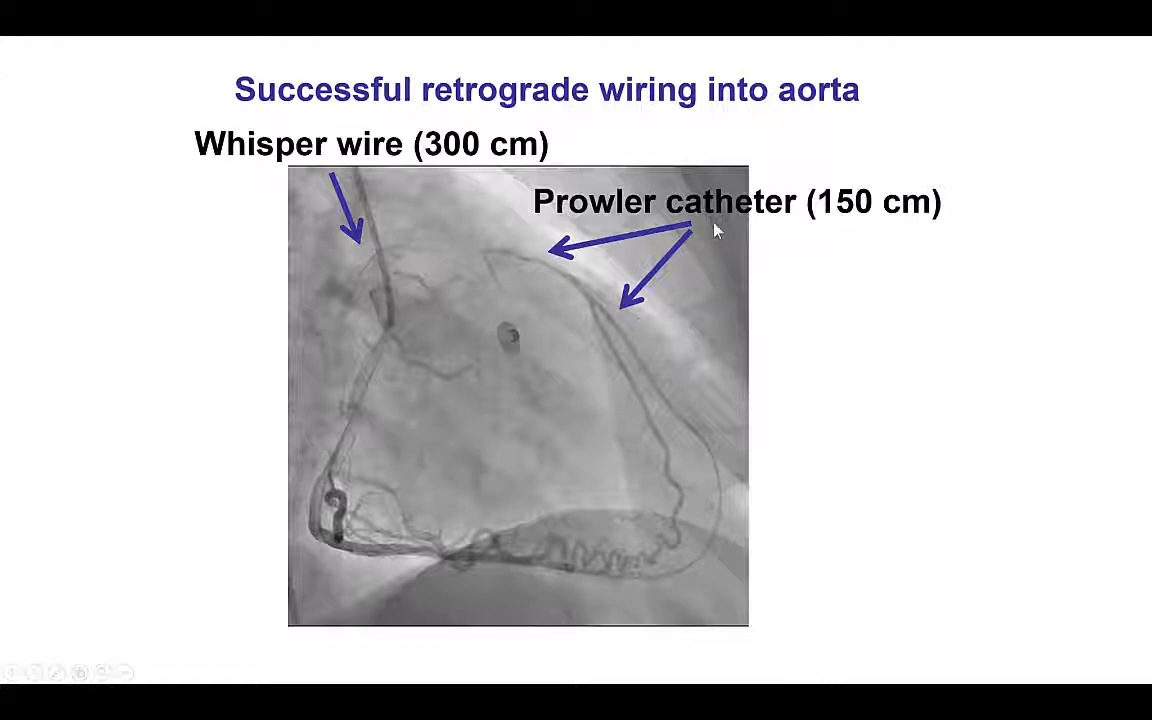 Successful retrograde wiring into aorta
Whisper wire (300 cm)
Prowler catheter (150 cm)